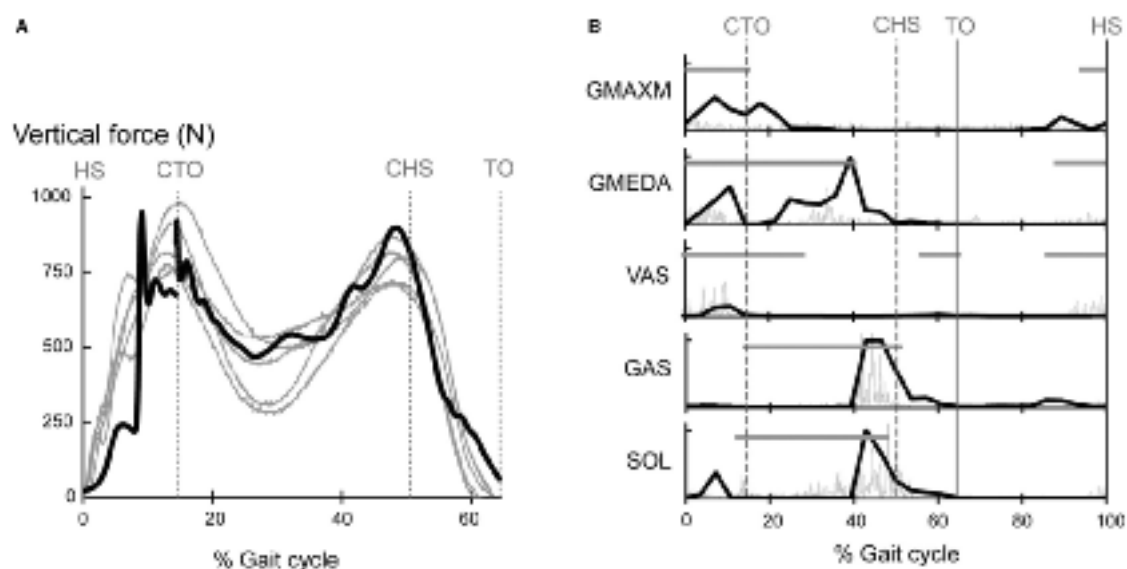 A
Vertical force (N)
HS CTO CHS TO
1000
750
500
250
0
0 20 40 60
% Gait cycle
B
CTO CHS TO HS
GMAXM
GMEDA
VAS
GAS
SOL
0 20 40 60 80 100
% Gait cycle